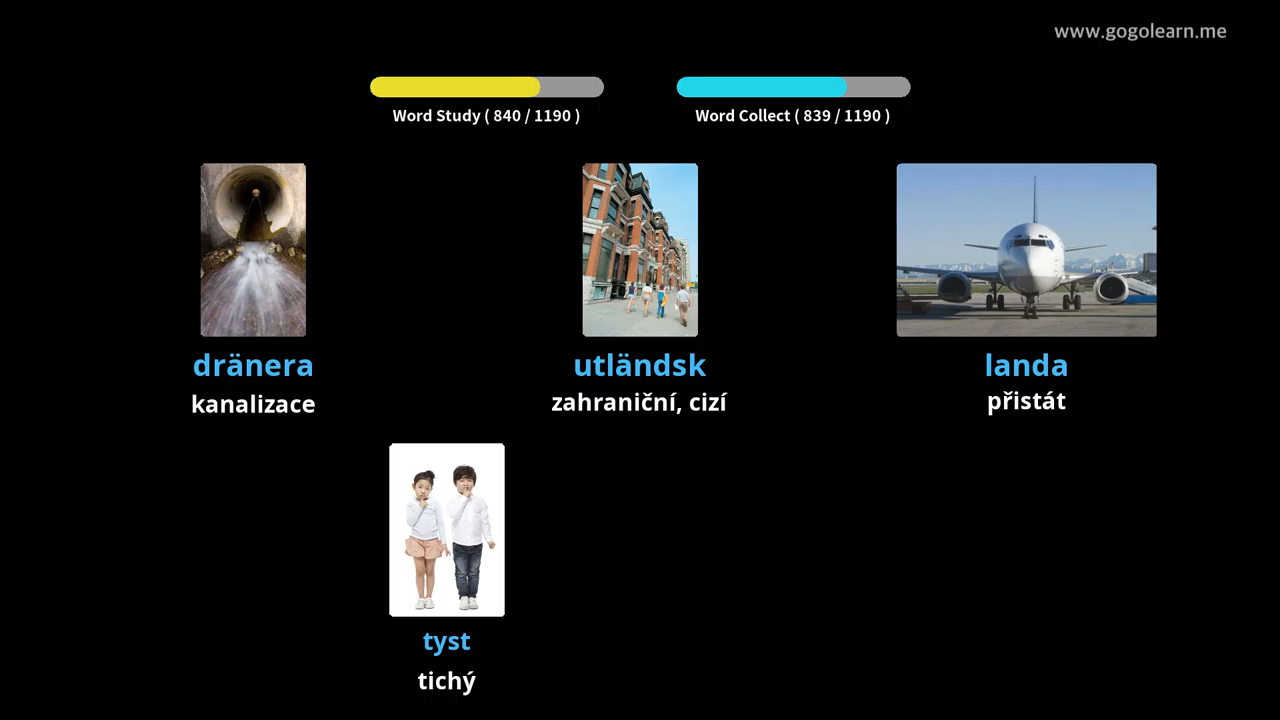 www.gogolearn.me
Word Study ( 840 / 1190 )
Word Collect ( 839 / 1190 )
dränera
kanalizace
utländsk
zahraniční, cizí
landa
přistát
tyst
tichý